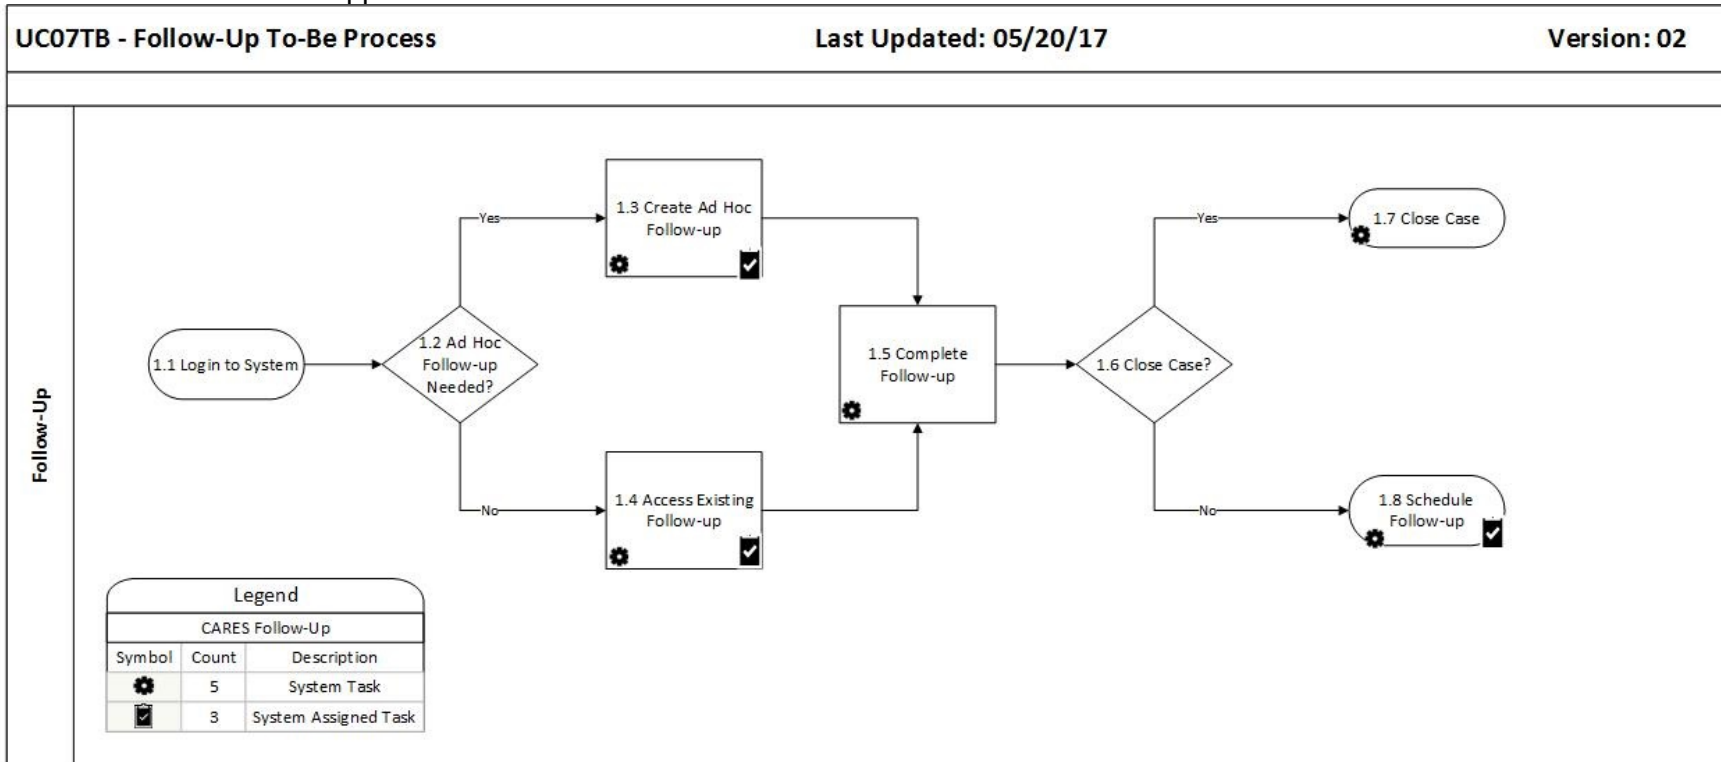 UC07TB - Follow-Up To-Be Process
Last Updated: 05/20/17
Version: 02
Follow-Up
1.1 Login to System
1.2 Ad Hoc
Follow-up
Needed?
Yes
No
1.3 Create Ad Hoc
Follow-up
1.4 Access Existing
Follow-up
1.5 Complete
Follow-up
1.6 Close Case?
Yes
No
1.7 Close Case
1.8 Schedule
Follow-up
Legend
CARES Follow-Up
Symbol Count Description
5 System Task
3 System Assigned Task